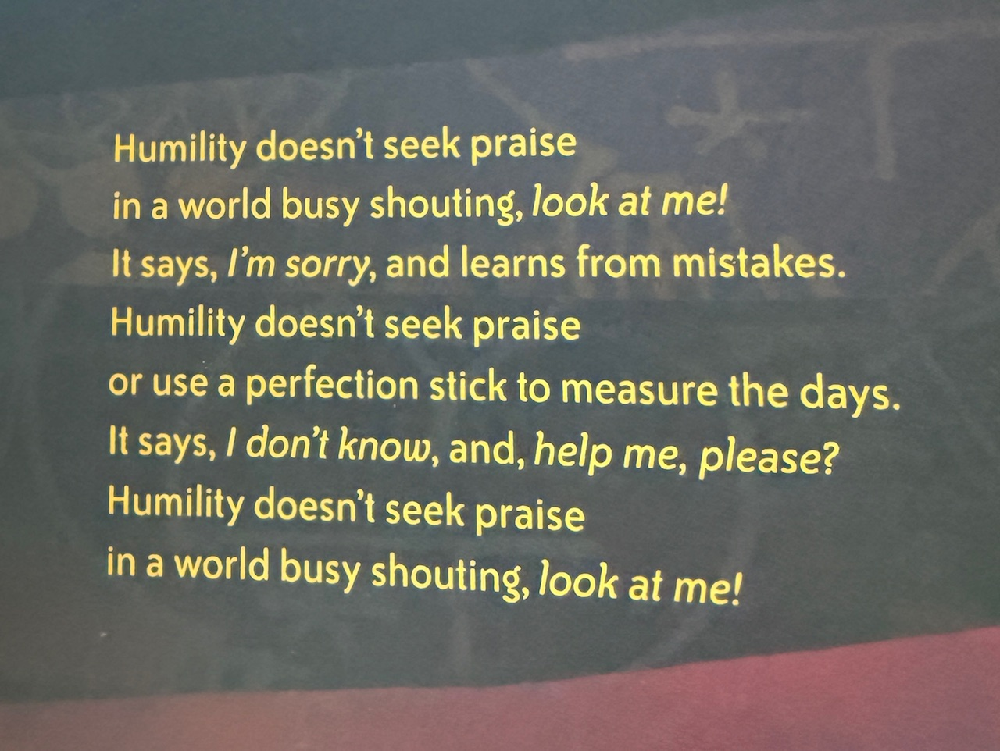 Humility doesn't seek praise
in a world busy shouting, look at me!
It says, I'm sorry, and learns from mistakes.
Humility doesn't seek praise
or use a perfection stick to measure the days.
It says, I don't know, and, help me, please?
Humility doesn't seek praise
in a world busy shouting, look at me!